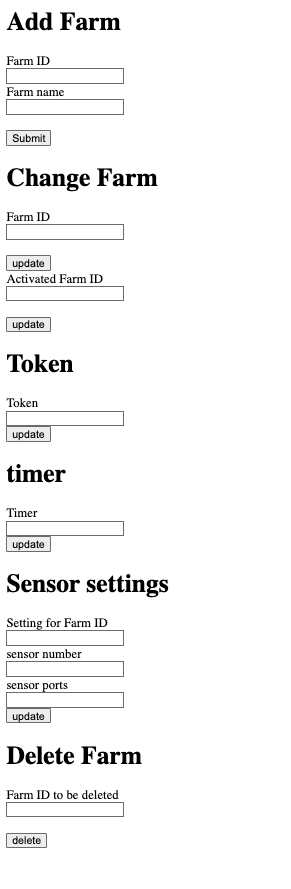 Add Farm
Farm ID
Farm name
Submit
Change Farm
Farm ID
update
Activated Farm ID
update
Token
Token
update
timer
Timer
update
Sensor settings
Setting for Farm ID
sensor number
sensor ports
update
Delete Farm
Farm ID to be deleted
delete